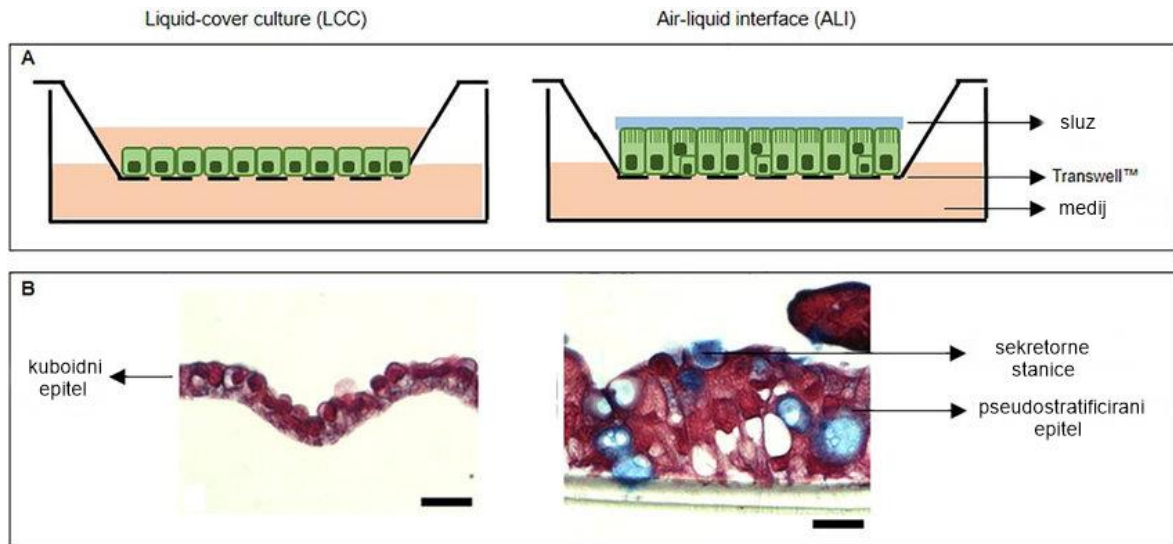 Liquid-cover culture (LCC)
Air-liquid interface (ALI)
A
sluz
Transwell™
medij
B
kuboidni
epitel
sekretorne
stanice
pseudostratificirani
epitel